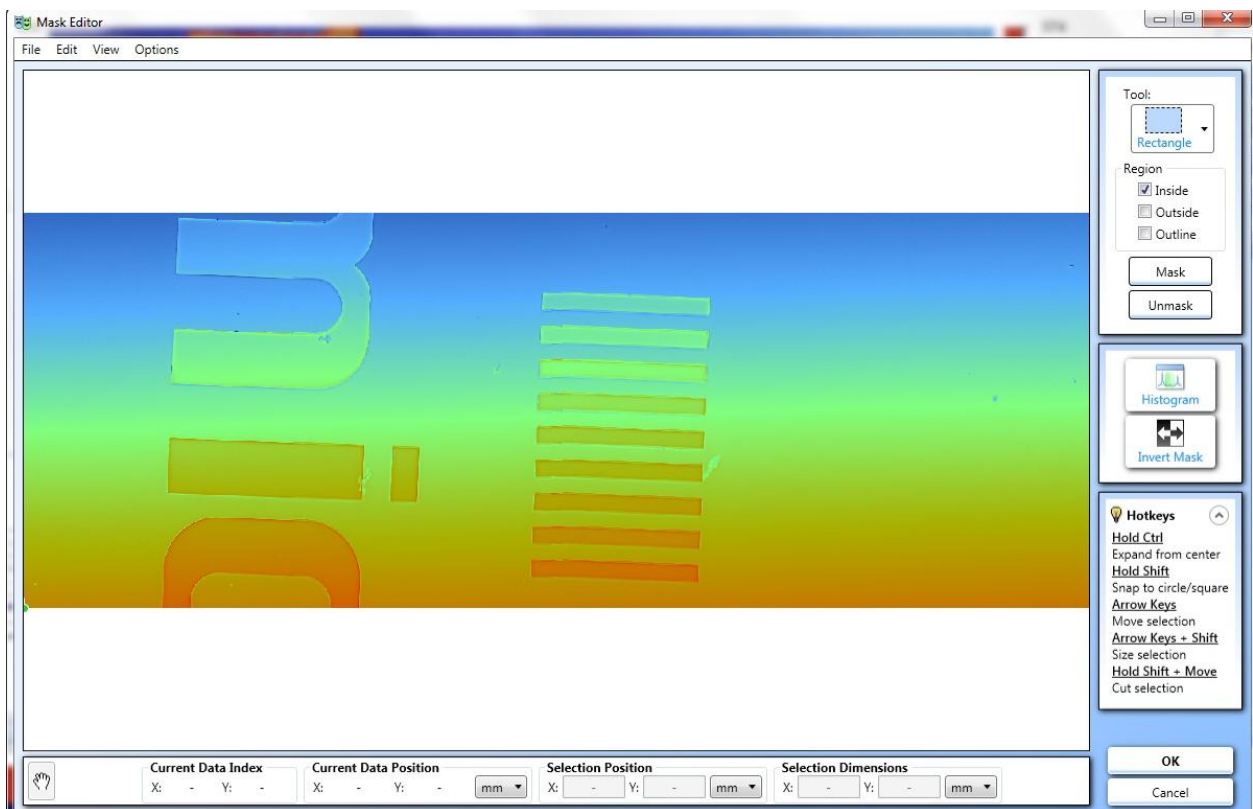 Mask Editor
File Edit View Options
Tool:
Rectangle
Region
Inside
Outside
Outline
Mask
Unmask
Histogram
Invert Mask
Hotkeys
Hold Ctrl
Expand from center
Hold Shift
Snap to circle/square
Arrow Keys
Move selection
Arrow Keys + Shift
Size selection
Hold Shift + Move
Cut selection
Current Data Index
X: - Y: -
Current Data Position
X: - Y: - mm
Selection Position
X: - Y: - mm
Selection Dimensions
X: - Y: - mm
OK
Cancel